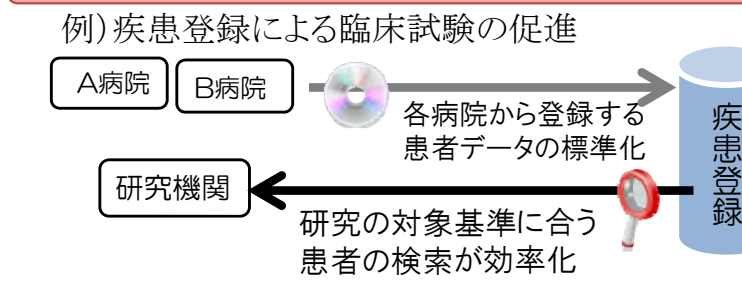 例）疾患登録による臨床試験の促進
A病院
B病院
各病院から登録する
患者データの標準化
疾患登録
研究機関
研究の対象基準に合う
患者の検索が効率化